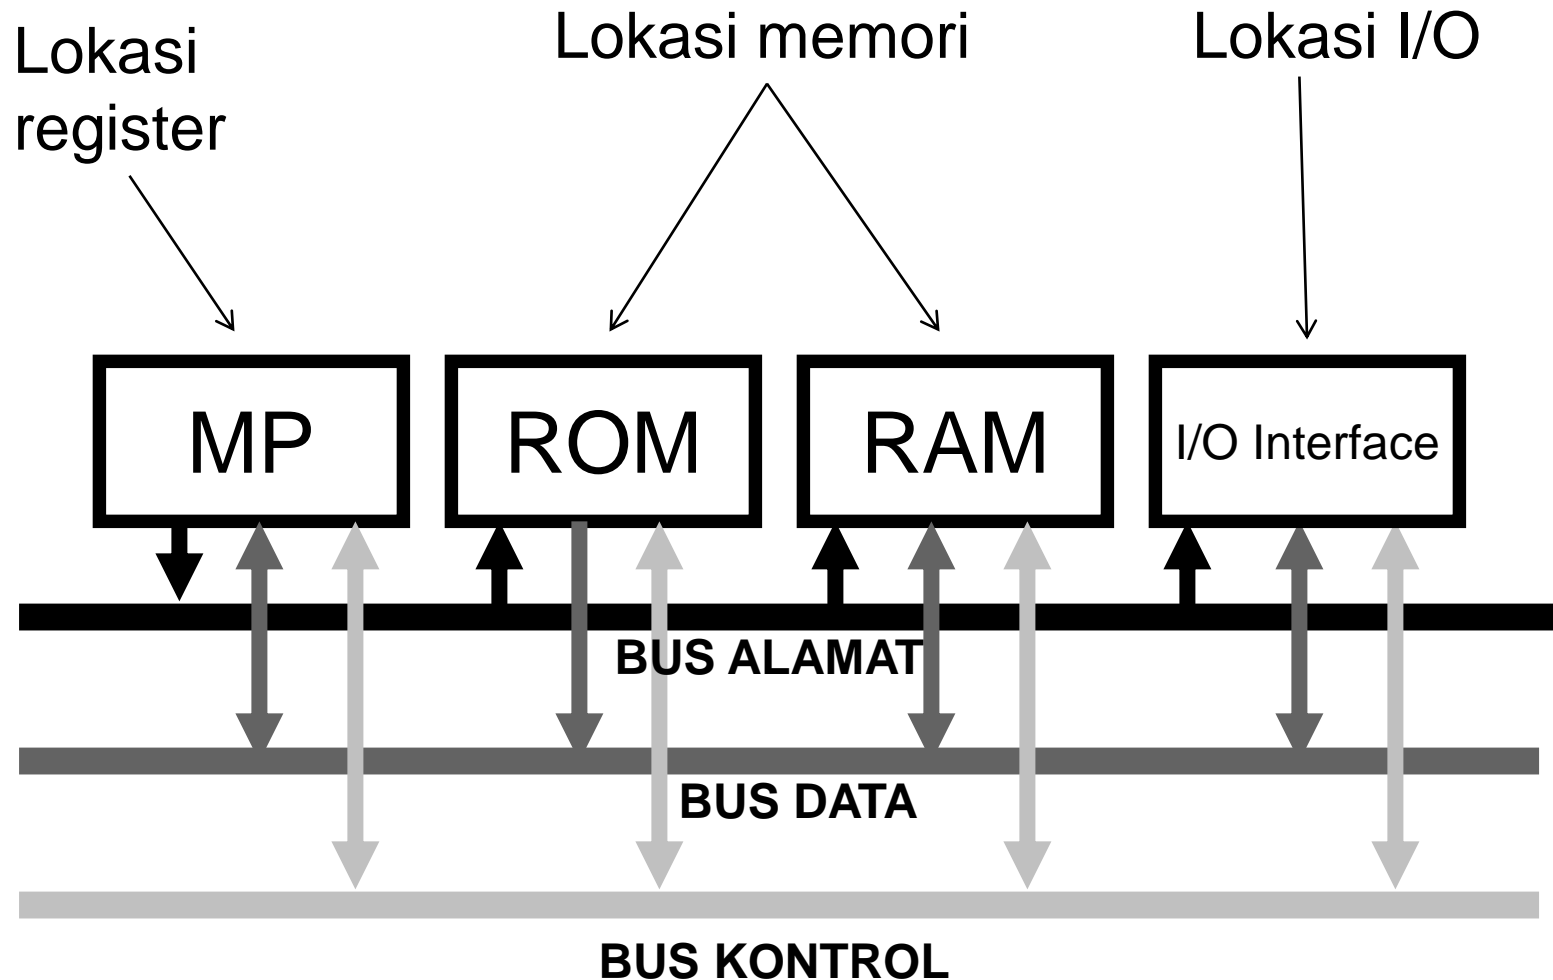 Lokasi
register
Lokasi memori
Lokasi I/O
MP
ROM
RAM
I/O Interface
BUS ALAMAT
BUS DATA
BUS KONTROL